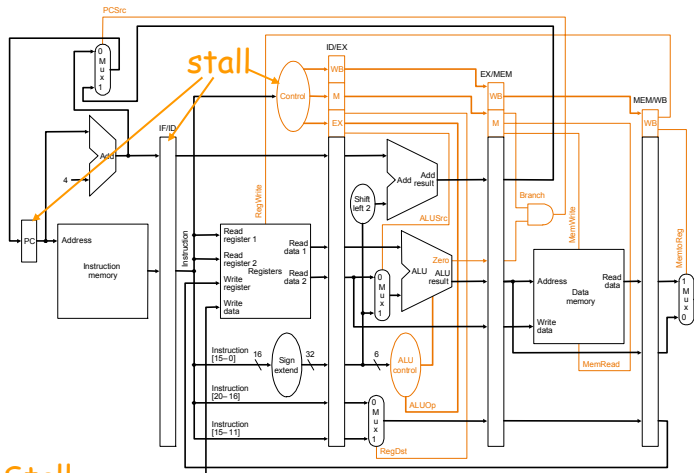 PCSrc
0
M
u
x
1
stall
ID/EX
WB
EX/MEM
Control
M
WB
MEM/WB
EX
M
WB
IF/ID
Add
4
Add
Add
result
Shift
left 2
Branch
RegWrite
ALUSrc
MemWrite
MemtoReg
PC
Address
Instruction
memory
Instruction
Read
register 1
Read
register 2
Registers
Write
register
Write
data
Read
data 1
Read
data 2
0
M
u
x
1
Zero
ALU
ALU
result
Address
Read
data
Data
memory
Write
data
1
M
u
x
0
Instruction
[15–0]
16
Sign
extend
32
6
ALU
control
MemRead
Instruction
[20–16]
Instruction
[15–11]
0
M
u
x
1
ALUOp
RegDst
Stall